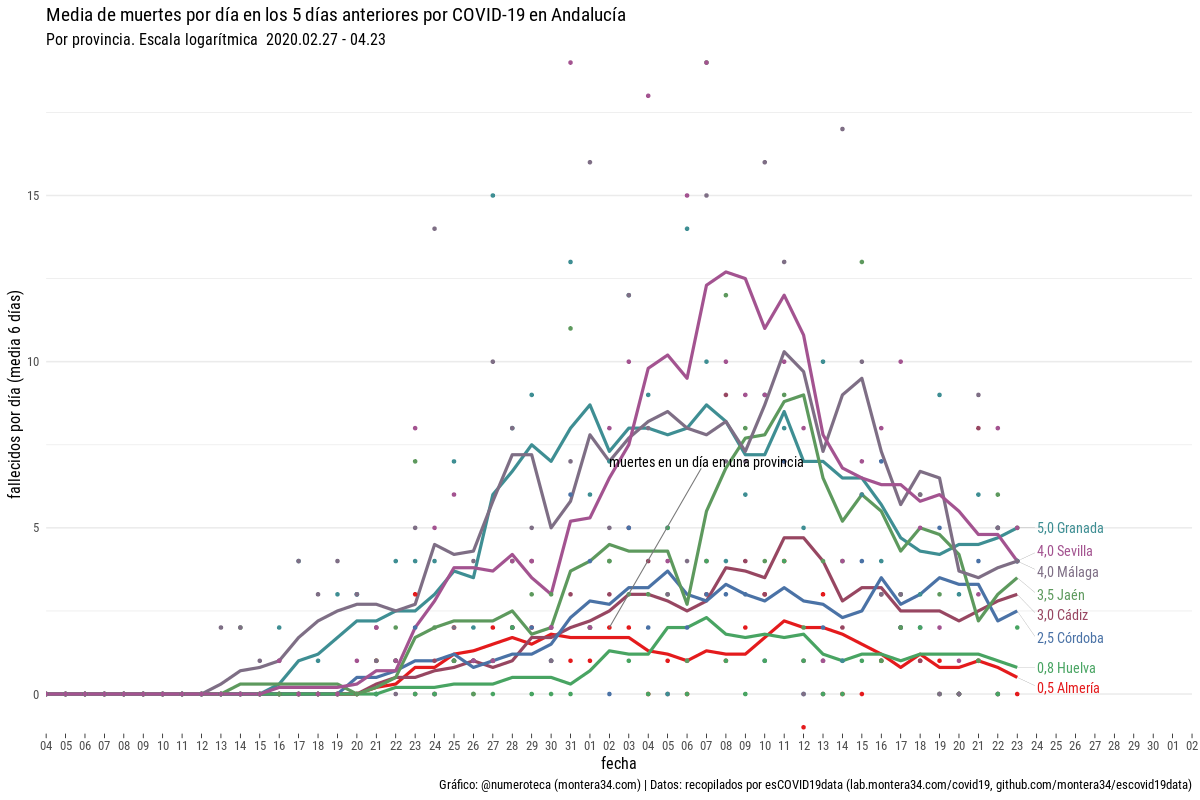 Media de muertes por día en los 5 días anteriores por COVID-19 en Andalucía
Por provincia. Escala logarítmica  2020.02.27 - 04.23
fallecidos por día (media 6 días)
15
10
5
0
muertes en un día en una provincia
5,0 Granada
4,0 Sevilla
4,0 Málaga
3,5 Jaén
3,0 Cádiz
2,5 Córdoba
0,8 Huelva
0,5 Almería
04 05 06 07 08 09 10 11 12 13 14 15 16 17 18 19 20 21 22 23 24 25 26 27 28 29 30 31 01 02 03 04 05 06 07 08 09 10 11 12 13 14 15 16 17 18 19 20 21 22 23 24 25 26 27 28 29 30 01 02
fecha
Gráfico: @numeroteca (montera34.com) | Datos: recopilados por esCOVID19data (lab.montera34.com/covid19, github.com/montera34/escovid19data)